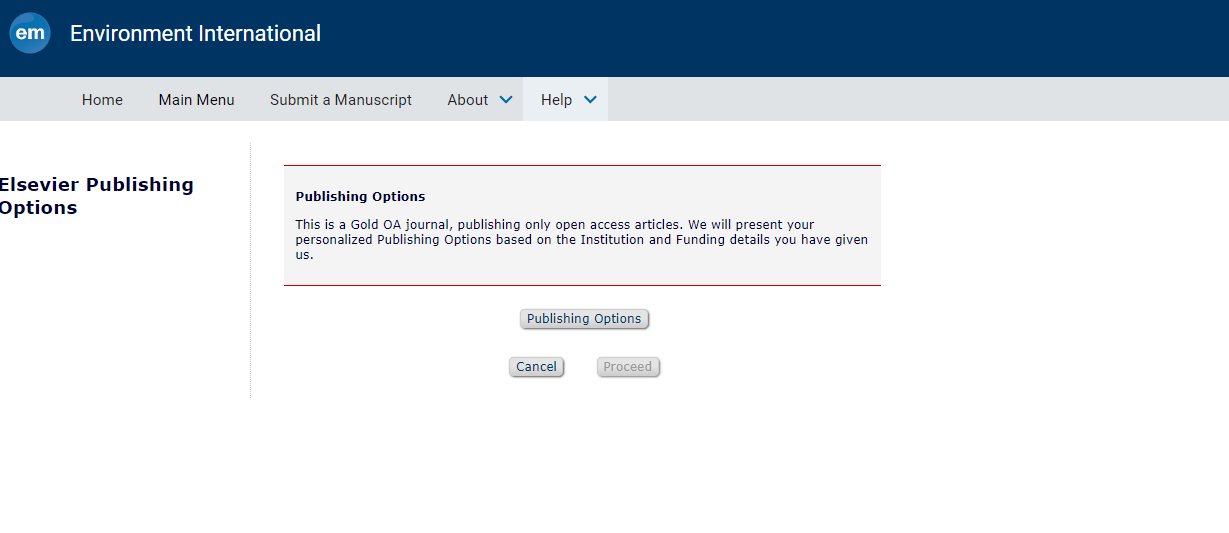 em Environment International
Home Main Menu Submit a Manuscript About Help
Elsevier Publishing
Options
Publishing Options
This is a Gold OA journal, publishing only open access articles. We will present your
personalized Publishing Options based on the Institution and Funding details you have given
us.
Publishing Options
Cancel Proceed